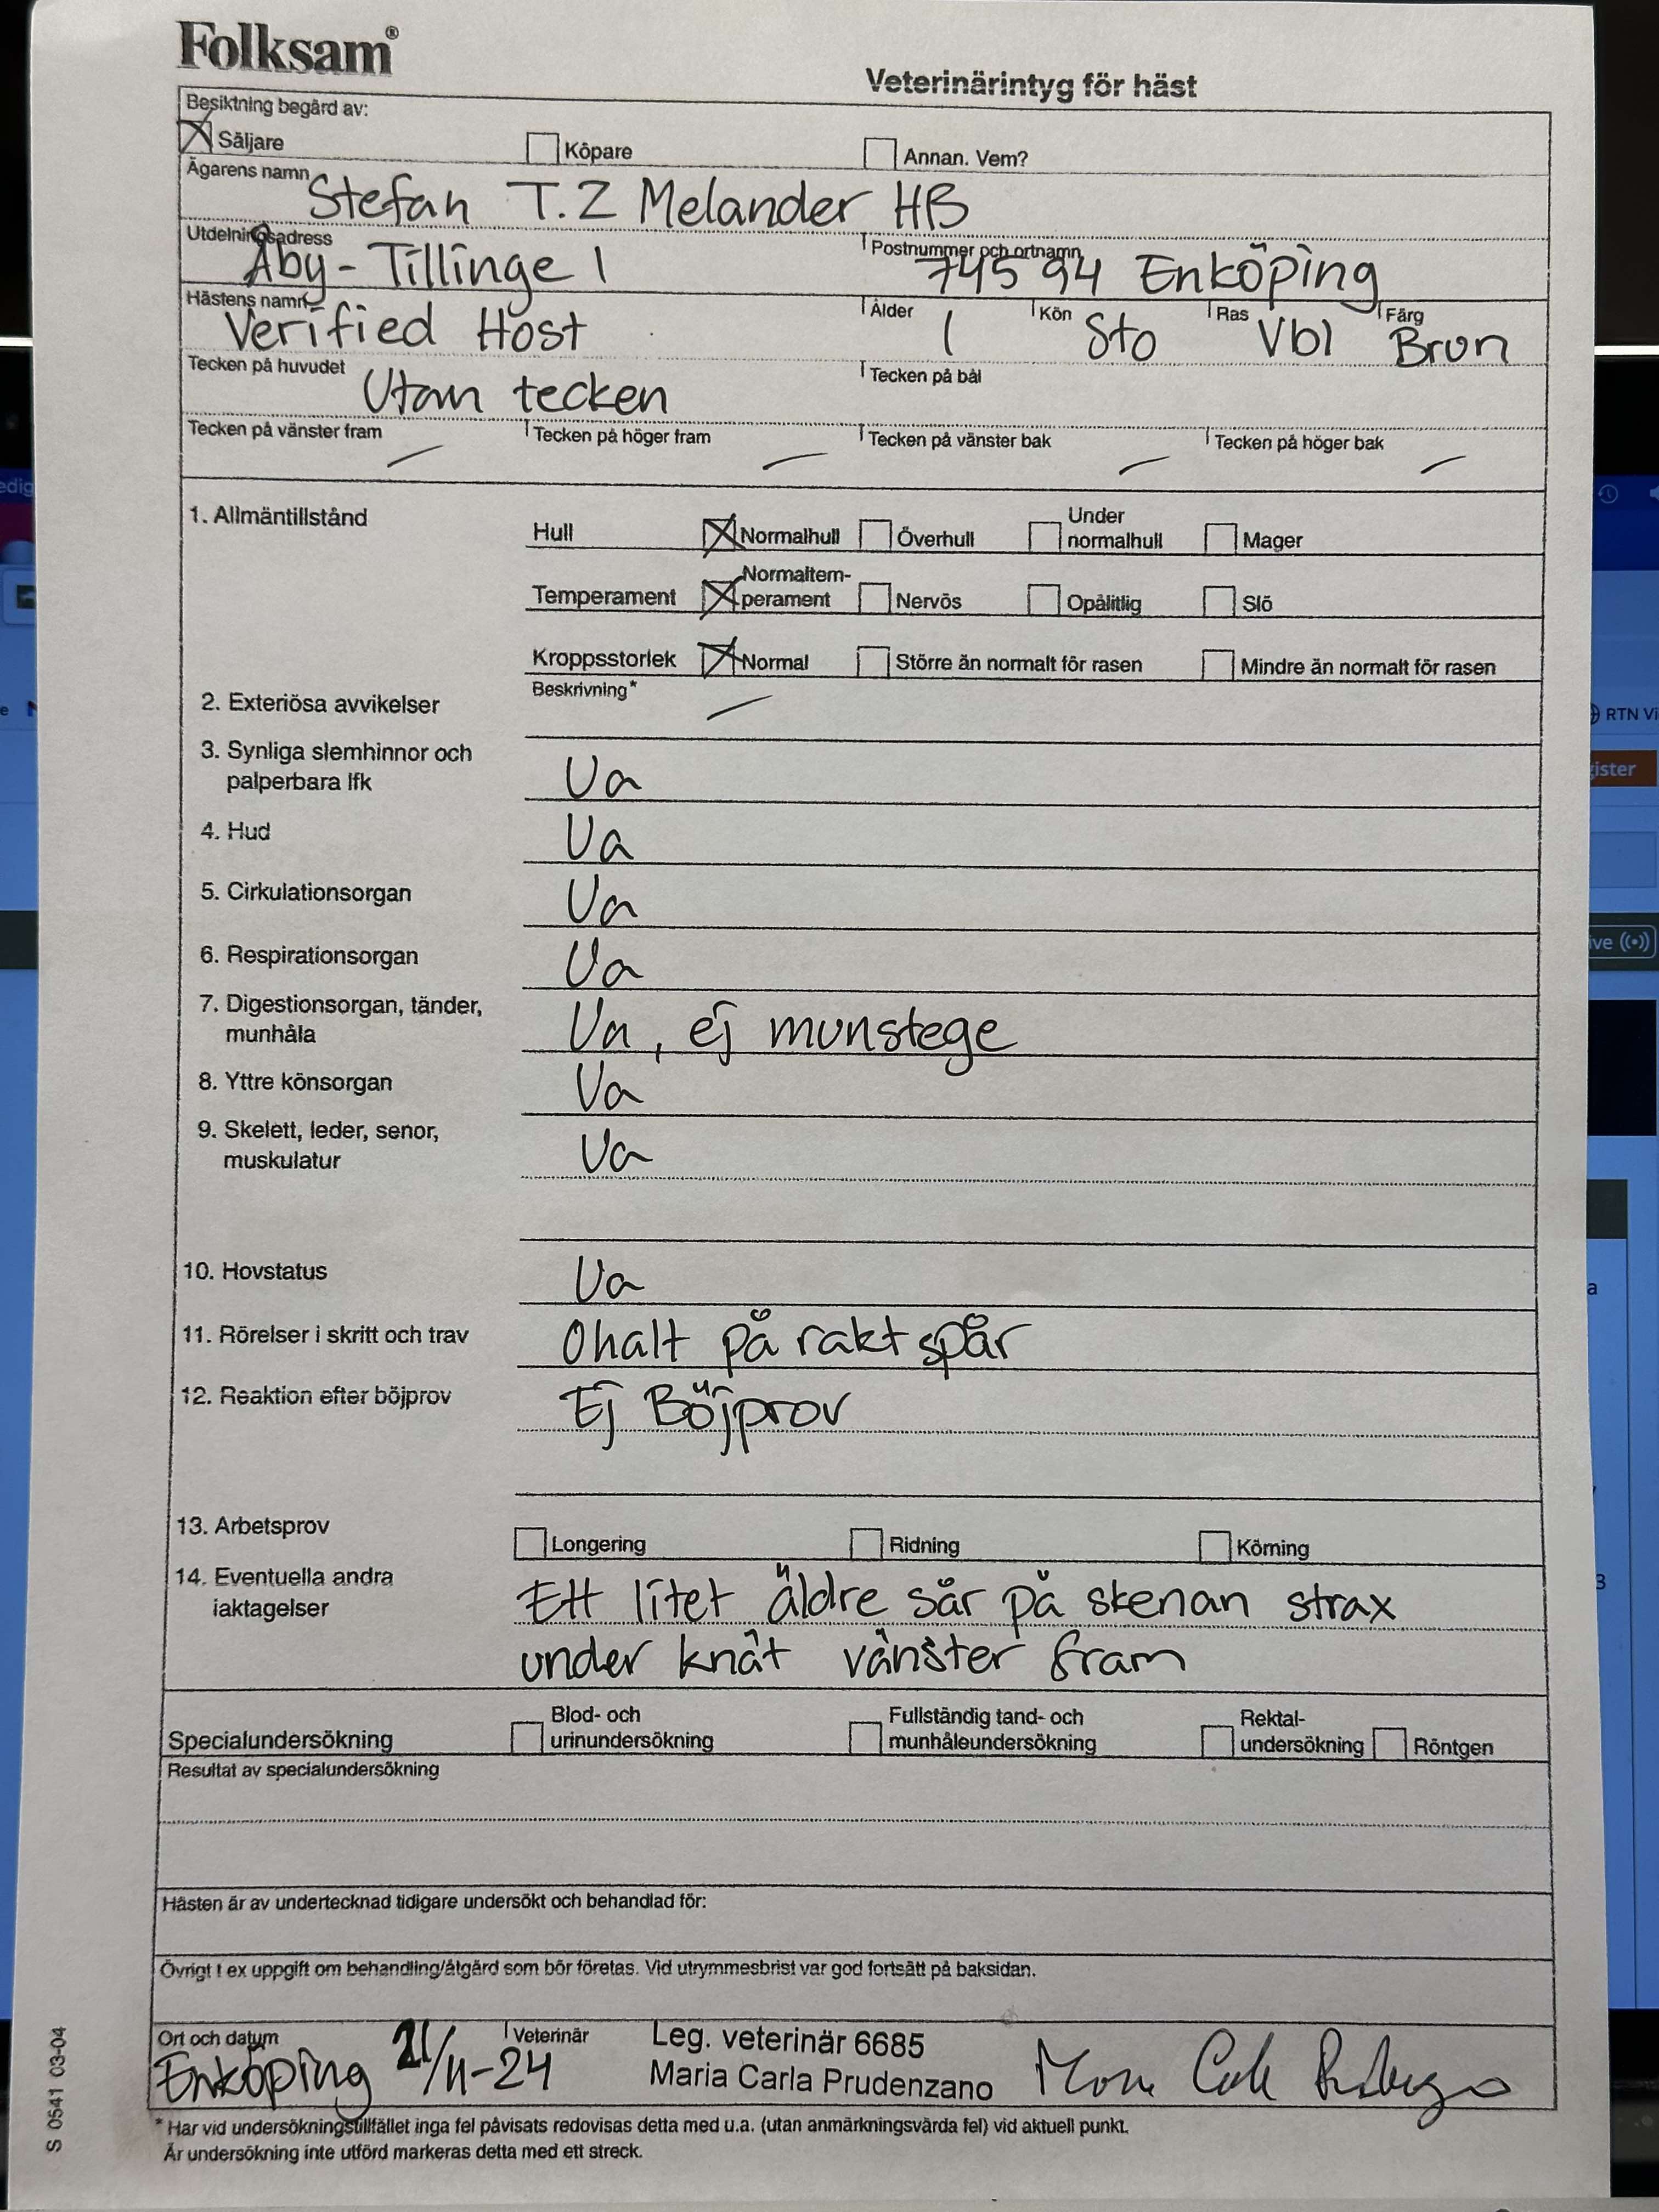 Folksam®
Veterinärintyg för häst
Besiktning begärd av:
Säljare Köpare Annan. Vem?
Ägarens namn Stefan T.Z Melander HB
Utdelningsadress Åby-Tillinge 1 Postnummer och ortnamn 745 94 Enköping
Hästens namn Verified Host Ålder 1 Kön Sto Ras Vbl Färg Brun
Tecken på huvudet Utan tecken Tecken på bål
Tecken på vänster fram Tecken på höger fram Tecken på vänster bak Tecken på höger bak
1. Allmäntillstånd Hull Normalhull Överhull Under normalhull Mager
Temperament Normaltem-perament Nervös Opålitlig Slö
Kroppsstorlek Normal Större än normalt för rasen Mindre än normalt för rasen
Beskrivning*
2. Exteriösa avvikelser
3. Synliga slemhinnor och
palperbara lfk Ua
4. Hud Ua
5. Cirkulationsorgan Ua
6. Respirationsorgan Ua
7. Digestionsorgan, tänder,
munhåla Ua, ej munstege
8. Yttre könsorgan Ua
9. Skelett, leder, senor,
muskulatur Ua
10. Hovstatus Ua
11. Rörelser i skritt och trav Ohalt på rakt spår
12. Reaktion efter böjprov Ej Böjprov
13. Arbetsprov Longering Ridning Körning
14. Eventuella andra
iaktagelser Ett litet äldre sår på skenan strax
under knät vänster fram
Specialundersökning Blod- och urinundersökning Fullständig tand- och munhåleundersökning Rektal-undersökning Röntgen
Resultat av specialundersökning
Hästen är av undertecknad tidigare undersökt och behandlad för:
Övrigt t ex uppgift om behandling/åtgärd som bör företas. Vid utrymmesbrist var god fortsätt på baksidan.
Ort och datum Enköping 21/11-24 Veterinär Leg. veterinär 6685
Maria Carla Prudenzano
* Har vid undersökningstillfället inga fel påvisats redovisas detta med u.a. (utan anmärkningsvärda fel) vid aktuell punkt.
Är undersökning inte utförd markeras detta med ett streck.
S 0541 03-04
RTN Vi